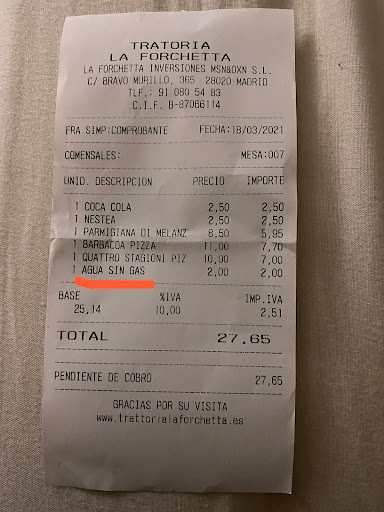 TRATORIA
LA FORCHETTA
LA FORCHETTA INVERSIONES MSN&DXN S.L.
C/ BRAVO MURILLO, 365 28020 MADRID
TLF.: 91 080 54 83
C.I.F. B-87066114
FRA SIMP:COMPROBANTE FECHA:18/03/2021
COMENSALES: MESA:007
UNID. DESCRIPCION PRECIO IMPORTE
1 COCA COLA 2,50 2,50
1 NESTEA 2,50 2,50
1 PARMIGIANA DI MELANZ 8,50 5,95
1 BARBACOA PIZZA 11,00 7,70
1 QUATTRO STAGIONI PIZ 10,00 7,00
1 AGUA SIN GAS 2,00 2,00
BASE %IVA IMP.IVA
25,14 10,00 2,51
TOTAL 27,65
PENDIENTE DE COBRO 27,65
GRACIAS POR SU VISITA
www.trattorialaforchetta.es